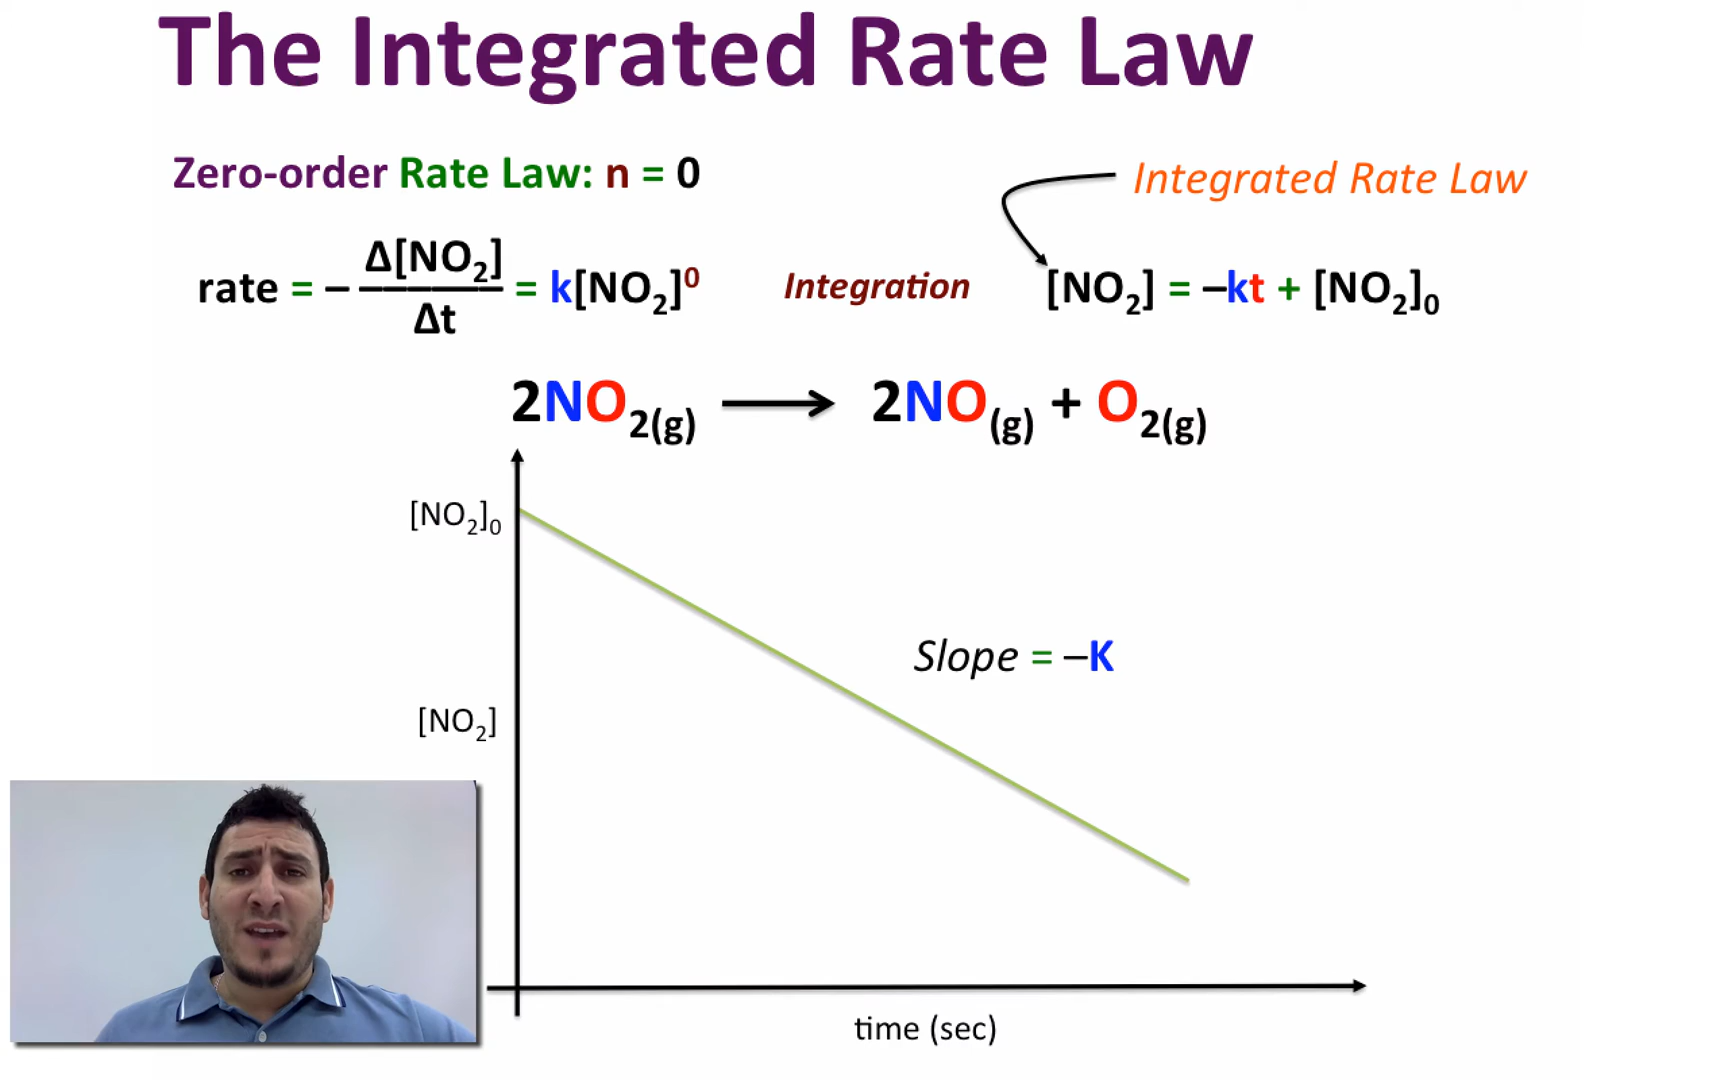 The Integrated Rate Law
Zero-order Rate Law: n = 0
Integrated Rate Law
rate = – Δ[NO₂]/Δt = k[NO₂]⁰
Integration
[NO₂] = –kt + [NO₂]₀
2NO₂(g) ⟶ 2NO(g) + O₂(g)
[NO₂]₀
Slope = –K
[NO₂]
time (sec)